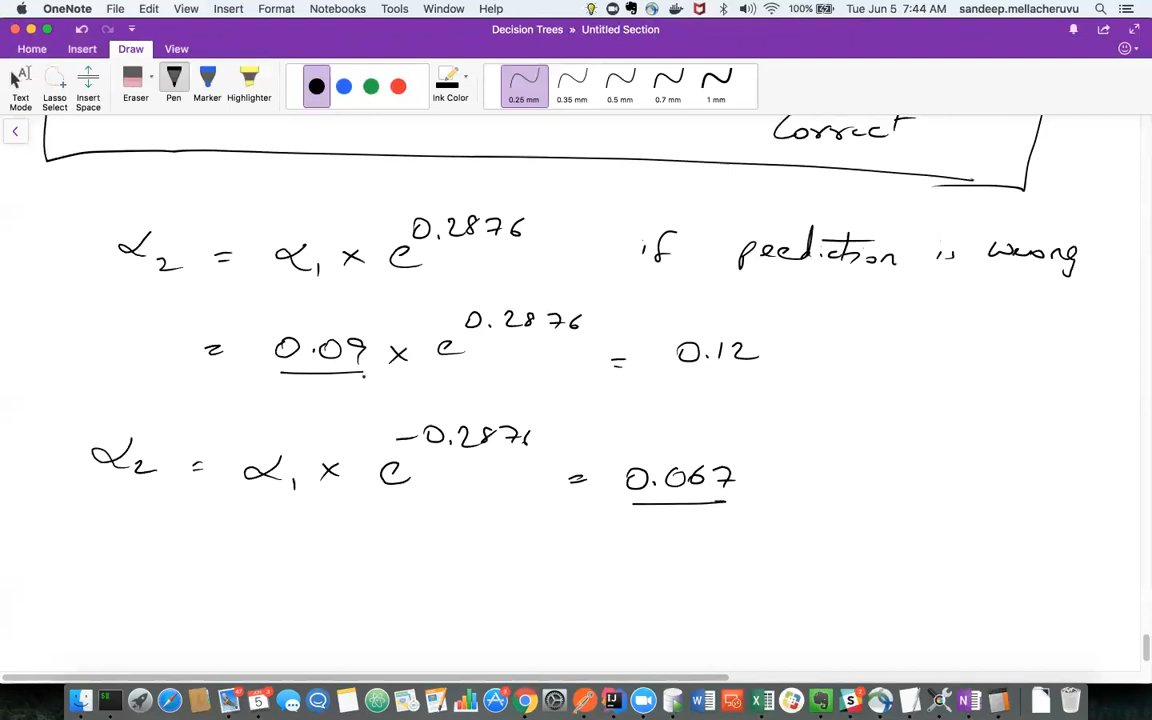 OneNote File Edit View Insert Format Notebooks Tools Window Help 100% Tue Jun 5 7:44 AM sandeep.mellacheruvu
Decision Trees » Untitled Section
Home Insert Draw View
Text Mode Lasso Select Insert Space Eraser Pen Marker Highlighter Ink Color 0.25 mm 0.35 mm 0.5 mm 0.7 mm 1 mm
Correct
α₂ = α₁ × e^0.2876 if prediction is wrong
= 0.09 × e^0.2876 = 0.12
α₂ = α₁ × e^-0.2876 = 0.067